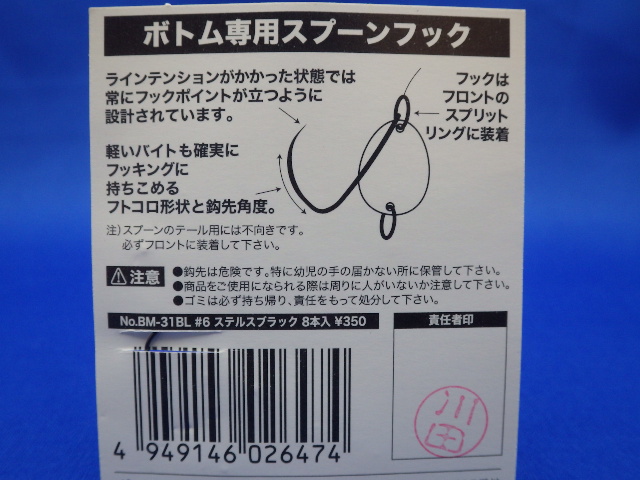 ボトム専用スプーンフック
ラインテンションがかかった状態では
常にフックポイントが立つように
設計されています。
フックは
フロントの
スプリット
リングに装着
軽いバイトも確実に
フッキングに
持ちこめる
フトコロ形状と鈎先角度。
注)スプーンのテール用には不向きです。
必ずフロントに装着して下さい。
注意
●鈎先は危険です。特に幼児の手の届かない所に保管して下さい。
●商品をご使用になられる際は周りに人がいないか注意して下さい。
●ゴミは必ず持ち帰り、責任をもって処分して下さい。
No.BM-31BL #6 ステルスブラック 8本入 ¥350
責任者印
川田
4 949146 026474